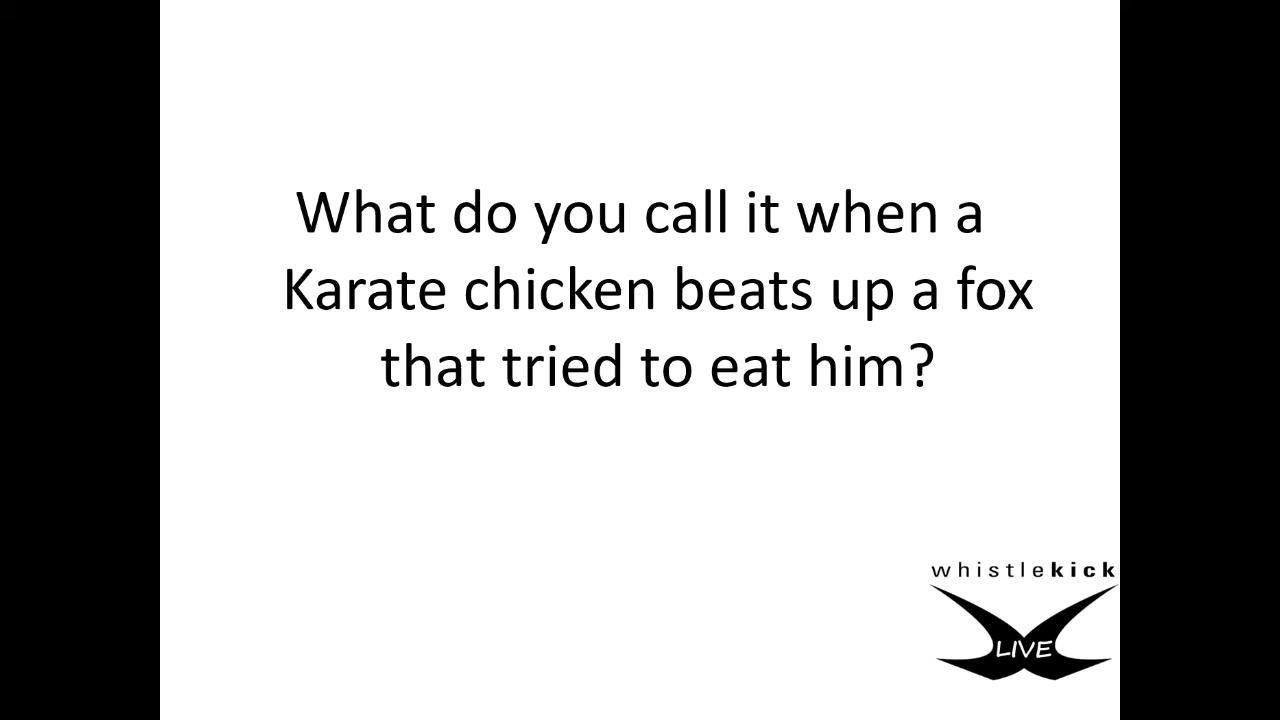 What do you call it when a
Karate chicken beats up a fox
that tried to eat him?
whistlekick
LIVE